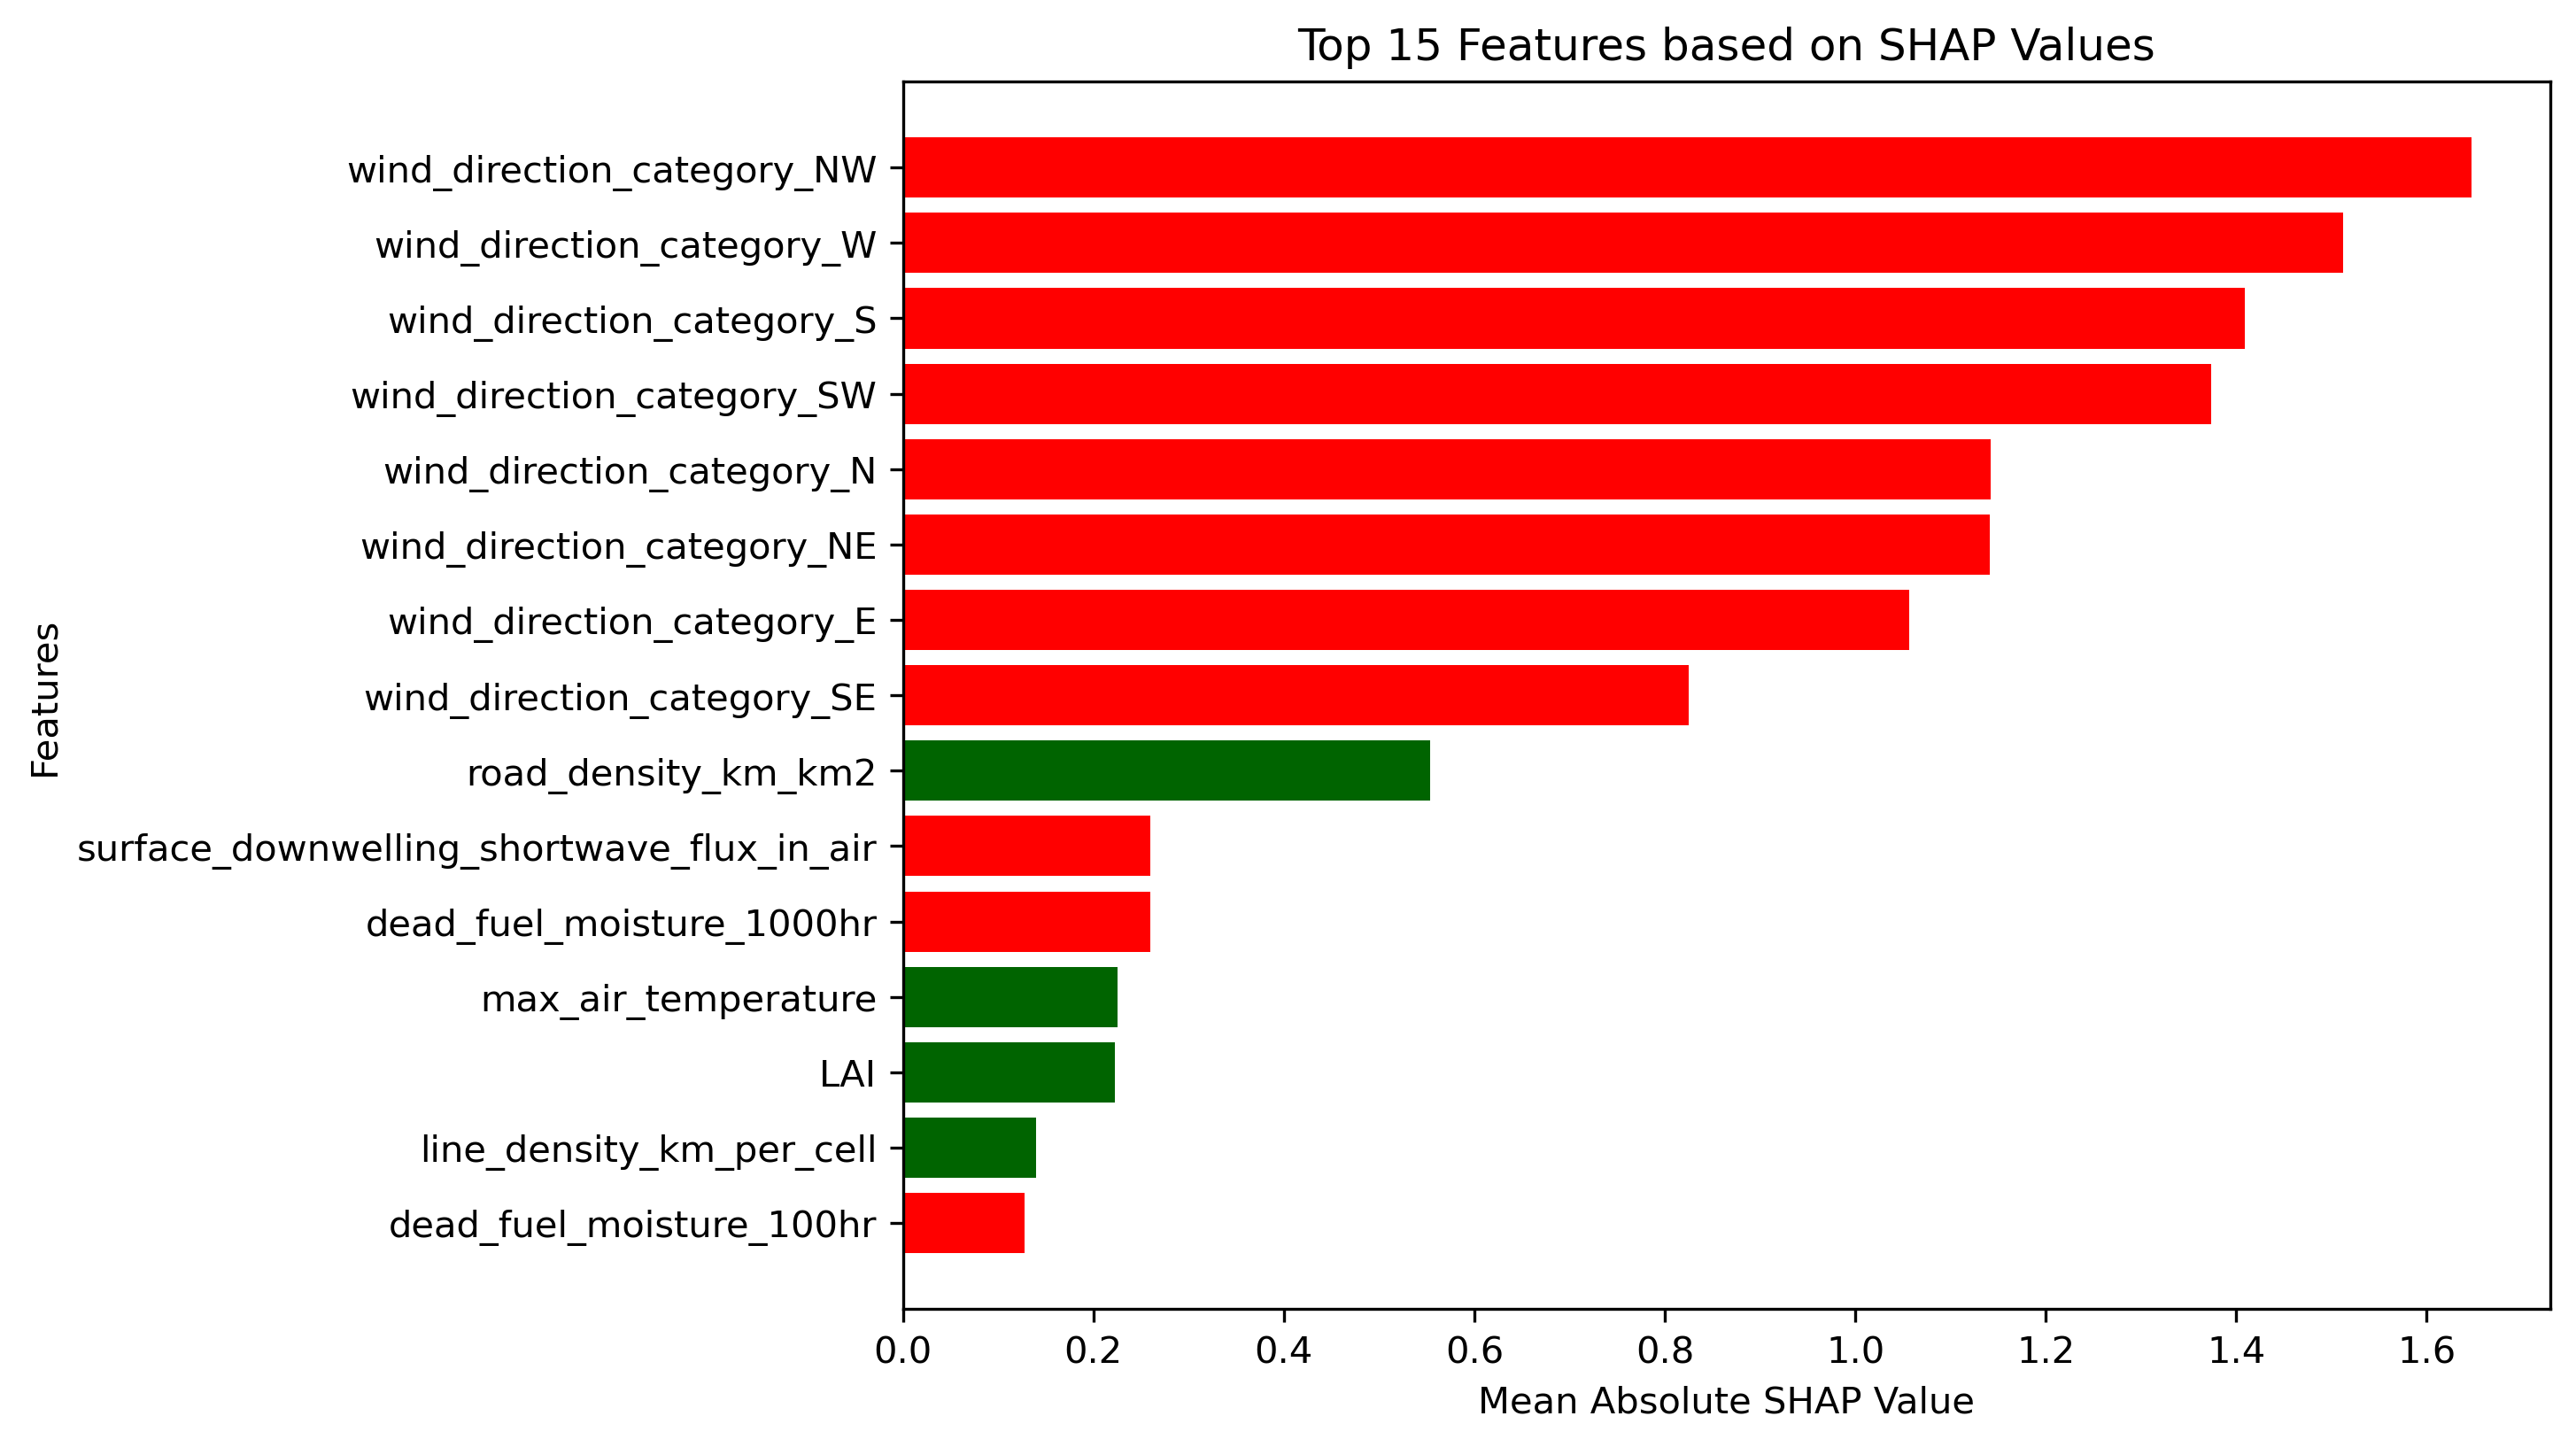 Top 15 Features based on SHAP Values
wind_direction_category_NW
wind_direction_category_W
wind_direction_category_S
wind_direction_category_SW
wind_direction_category_N
wind_direction_category_NE
wind_direction_category_E
wind_direction_category_SE
road_density_km_km2
surface_downwelling_shortwave_flux_in_air
dead_fuel_moisture_1000hr
max_air_temperature
LAI
line_density_km_per_cell
dead_fuel_moisture_100hr
Features
0.0 0.2 0.4 0.6 0.8 1.0 1.2 1.4 1.6
Mean Absolute SHAP Value